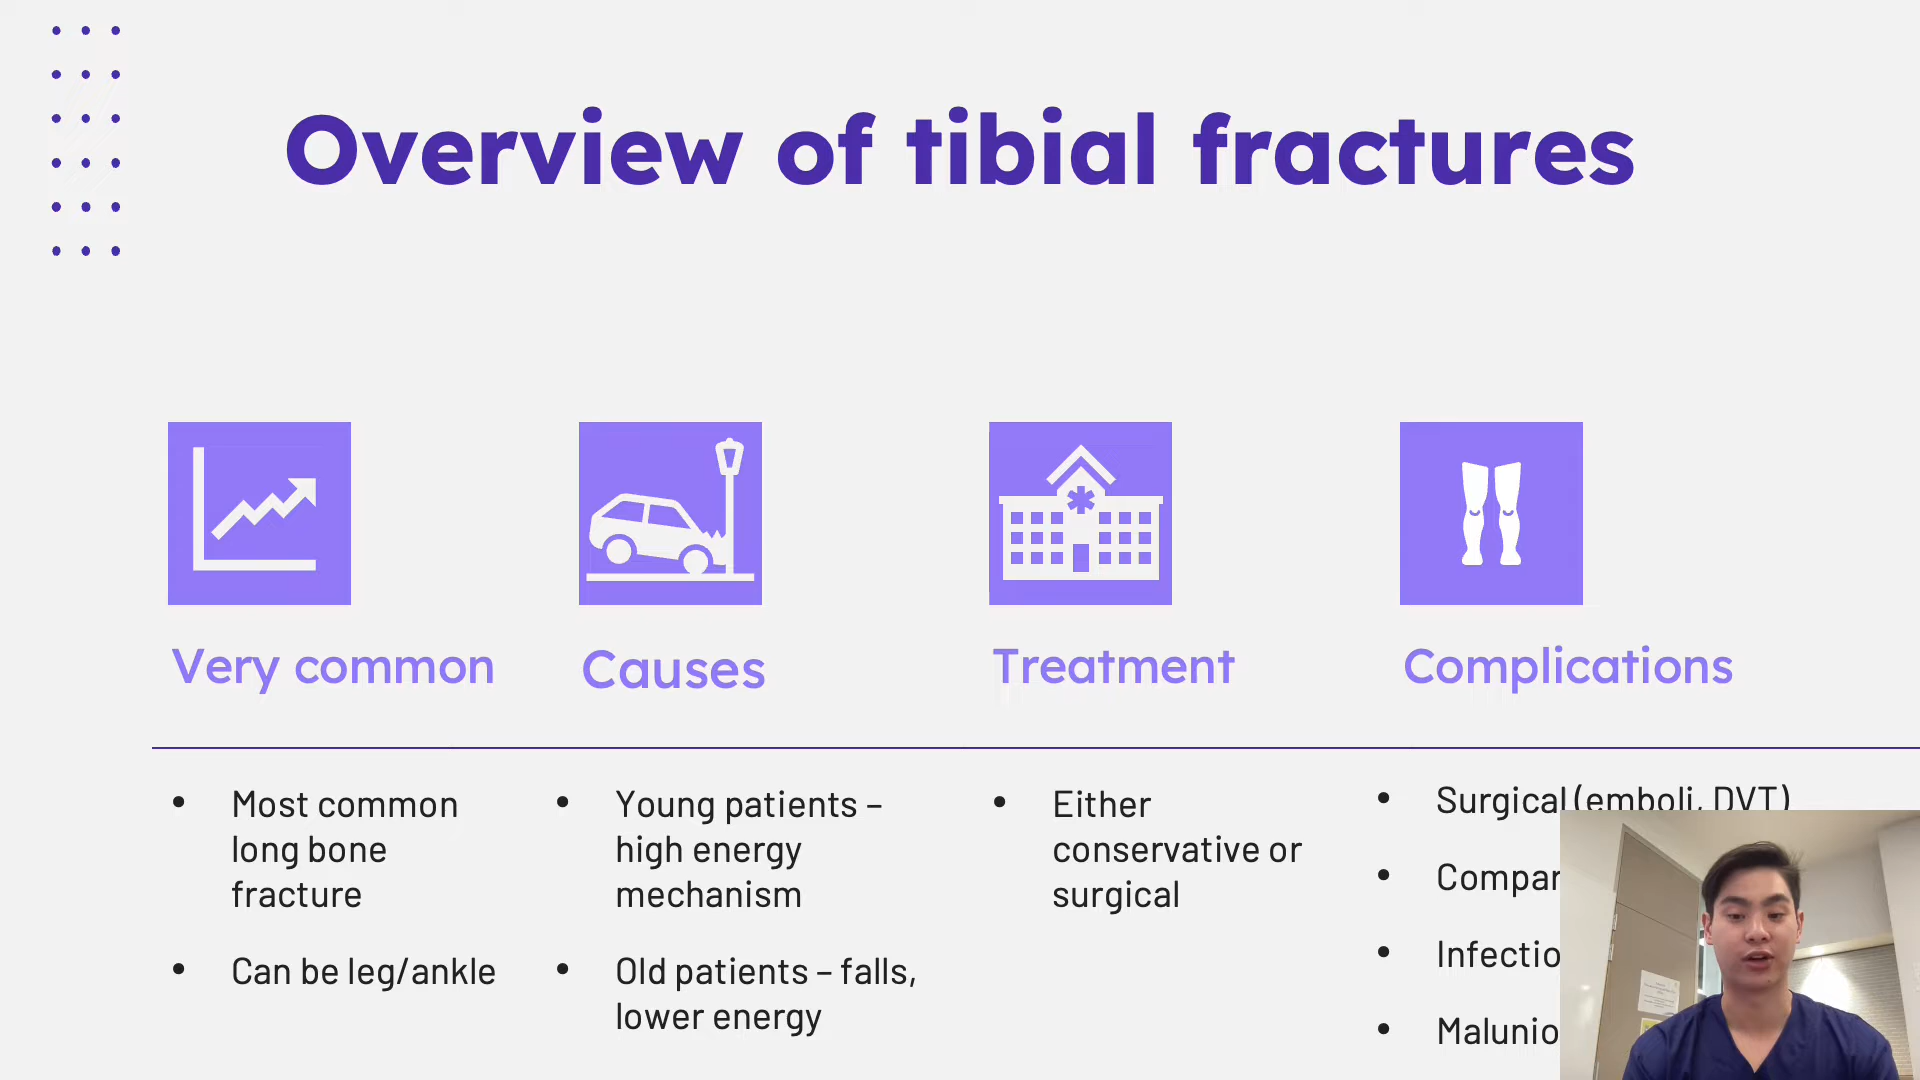 Overview of tibial fractures
Very common
Causes
Treatment
Complications
• Most common
long bone
fracture
• Can be leg/ankle
• Young patients –
high energy
mechanism
• Old patients – falls,
lower energy
• Either
conservative or
surgical
• Surgical (emboli, DVT)
• Compar
• Infectio
• Malunio